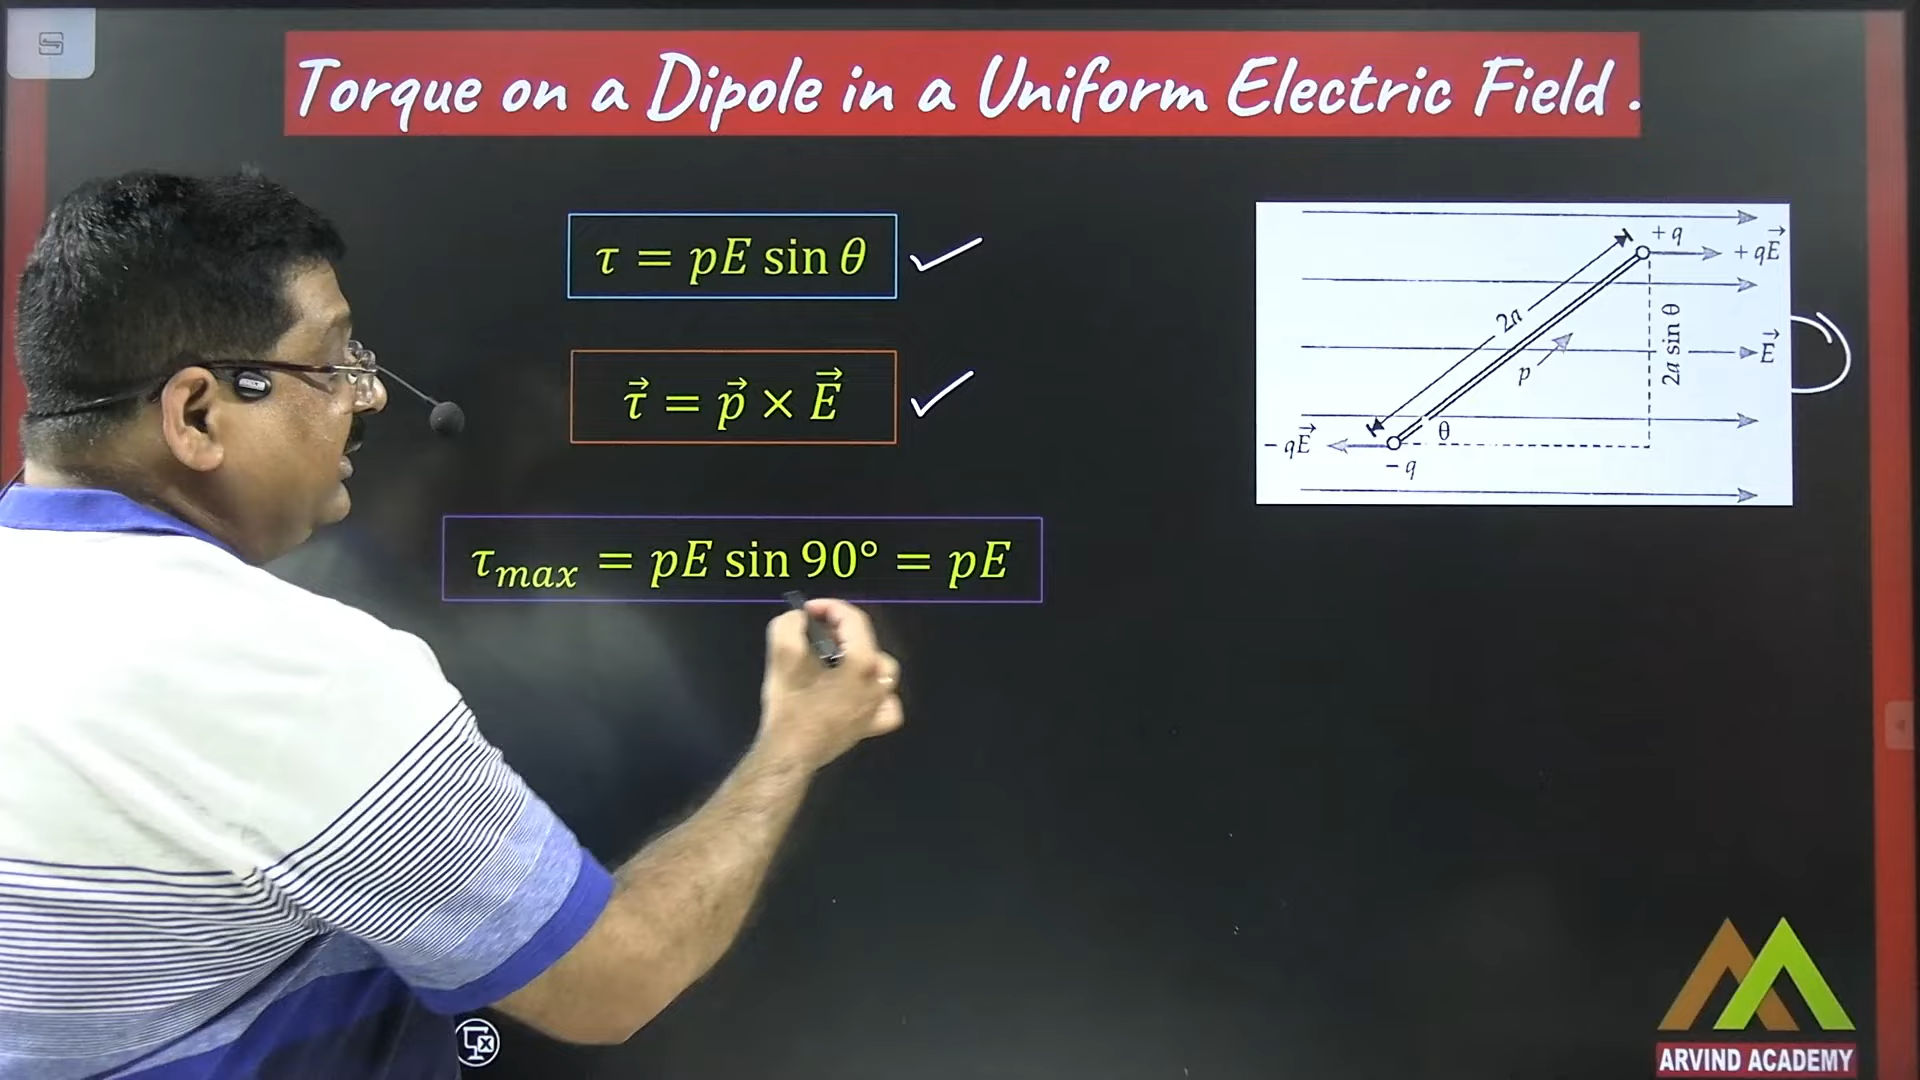 Torque on a Dipole in a Uniform Electric Field .
τ = pE sin θ
τ⃗ = p⃗ × E⃗
τmax = pE sin 90° = pE
+ q
+ qE⃗
2a
2a sin θ
E⃗
p
θ
- qE⃗
- q
ARVIND ACADEMY